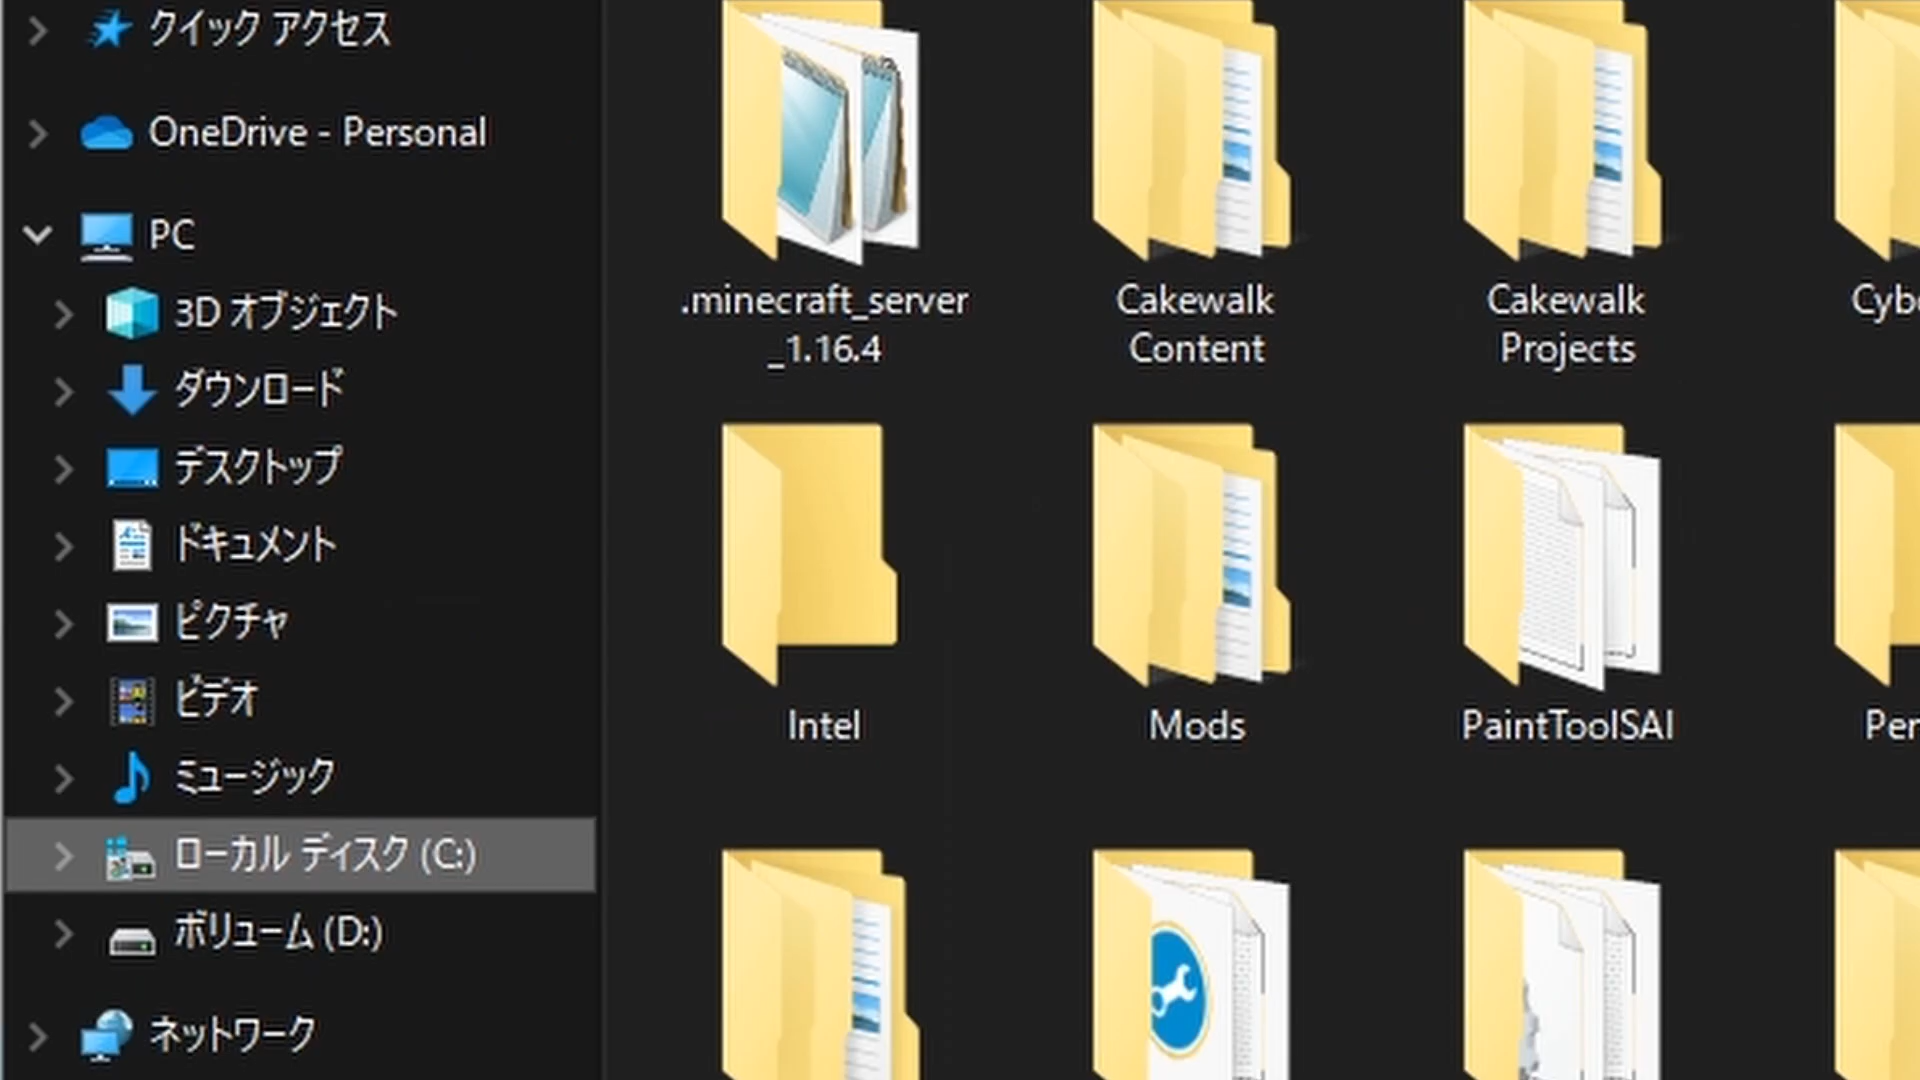 クイック アクセス
OneDrive - Personal
PC
3D オブジェクト
ダウンロード
デスクトップ
ドキュメント
ピクチャ
ビデオ
ミュージック
ローカル ディスク (C:)
ボリューム (D:)
ネットワーク
.minecraft_server
_1.16.4
Cakewalk
Content
Cakewalk
Projects
Intel
Mods
PaintToolSAI